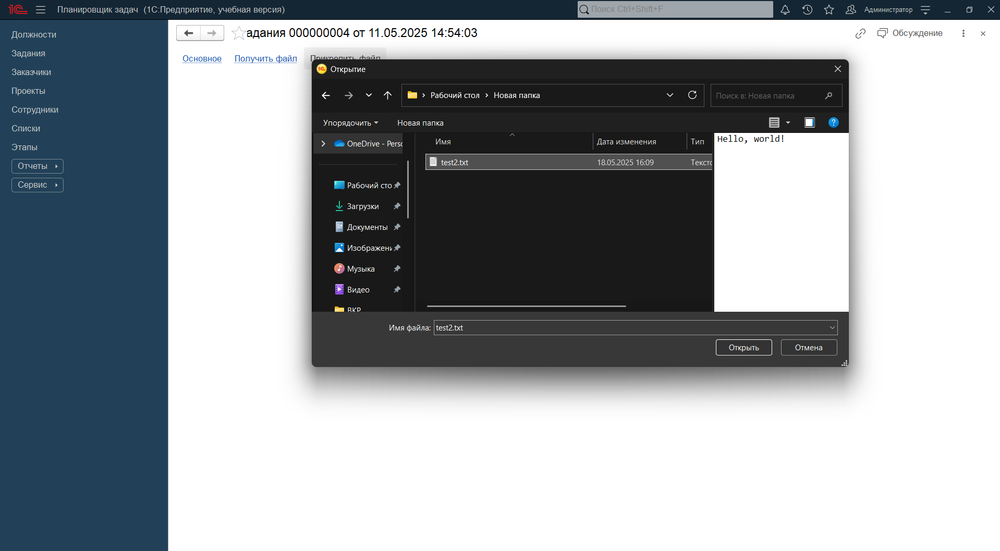 Планировщик задач (1С:Предприятие, учебная версия)
Поиск Ctrl+Shift+F
Администратор
Должности
Задания
Заказчики
Проекты
Сотрудники
Списки
Этапы
Отчеты
Сервис
адания 000000004 от 11.05.2025 14:54:03
Обсуждение
Основное
Получить файл
Прикрепить файл
Открытие
Рабочий стол
Новая папка
Поиск в: Новая папка
Упорядочить
Новая папка
OneDrive - Persc
Рабочий сто
Загрузки
Документы
Изображени
Музыка
Видео
ВКР
Имя
Дата изменения
Тип
test2.txt
18.05.2025 16:09
Тексто
Hello, world!
Имя файла:
test2.txt
Открыть
Отмена